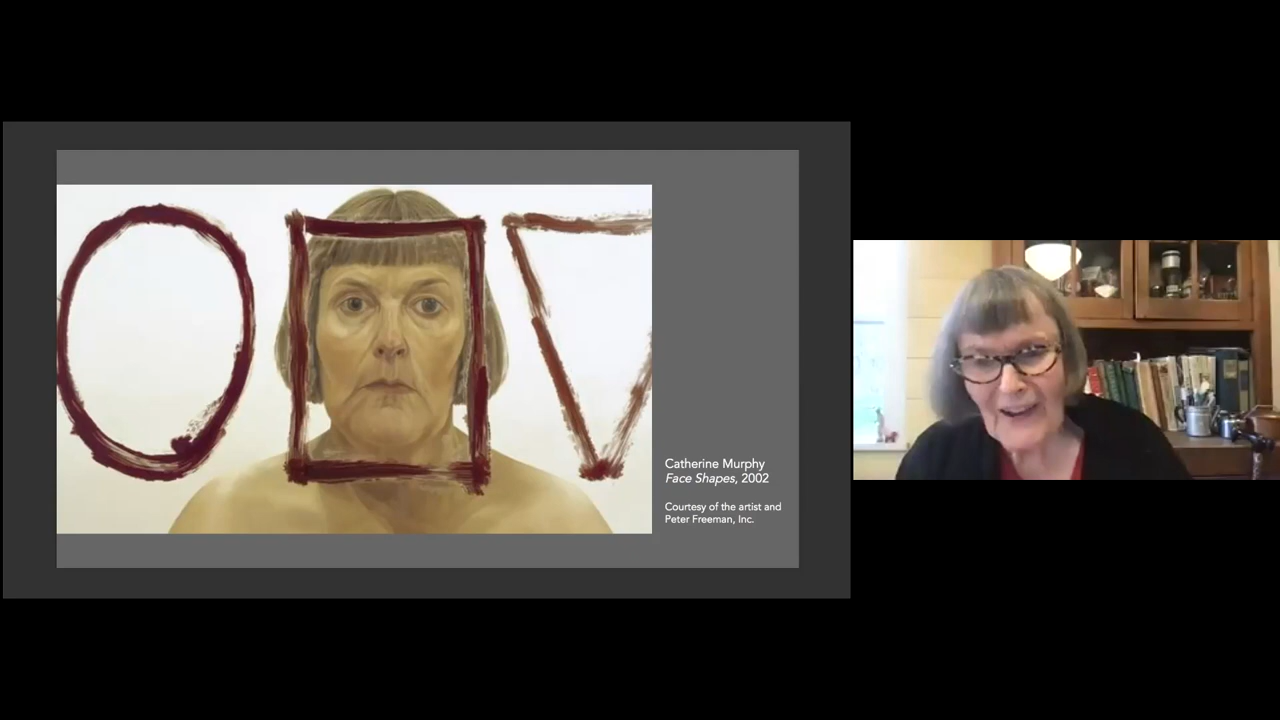 Catherine Murphy
Face Shapes, 2002
Courtesy of the artist and
Peter Freeman, Inc.